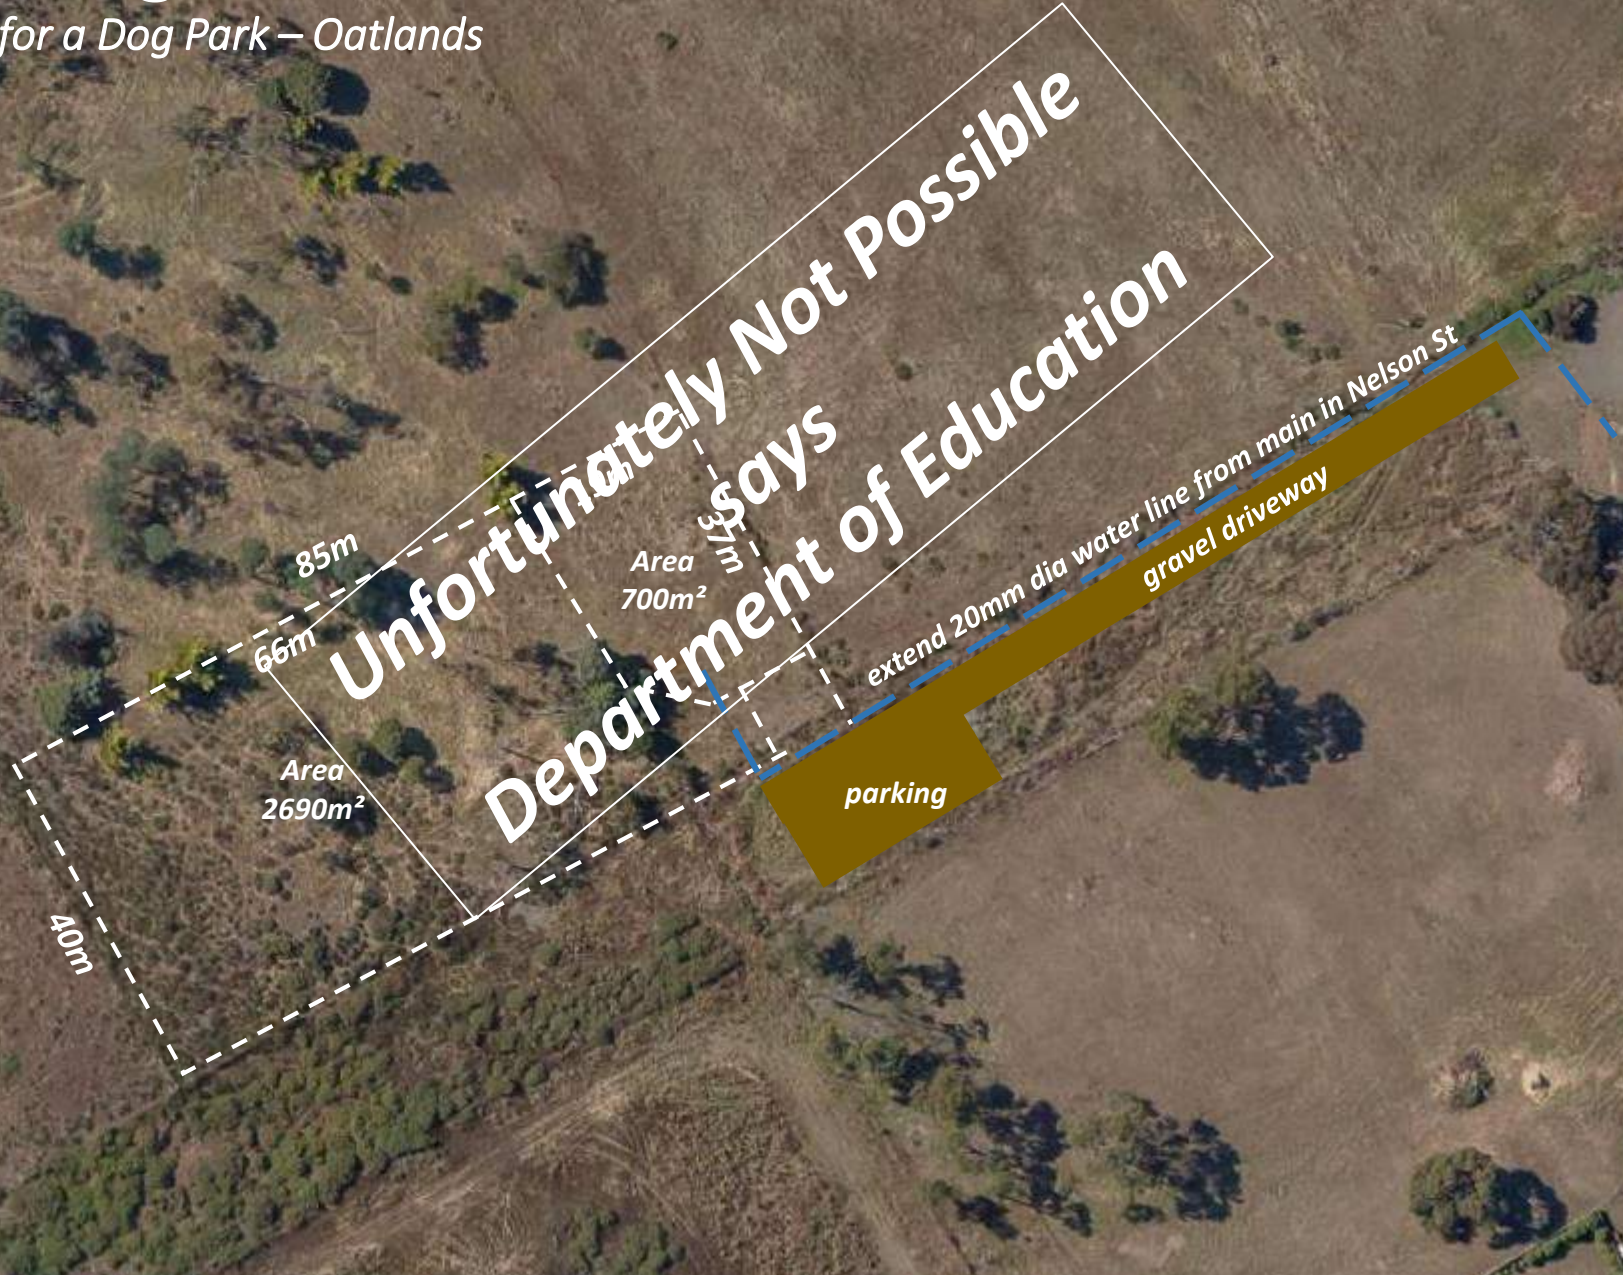 for a Dog Park – Oatlands
Unfortunately Not Possible
says
Department of Education
85m
66m
37m
Area
700m²
Area
2690m²
40m
extend 20mm dia water line from main in Nelson St
gravel driveway
parking